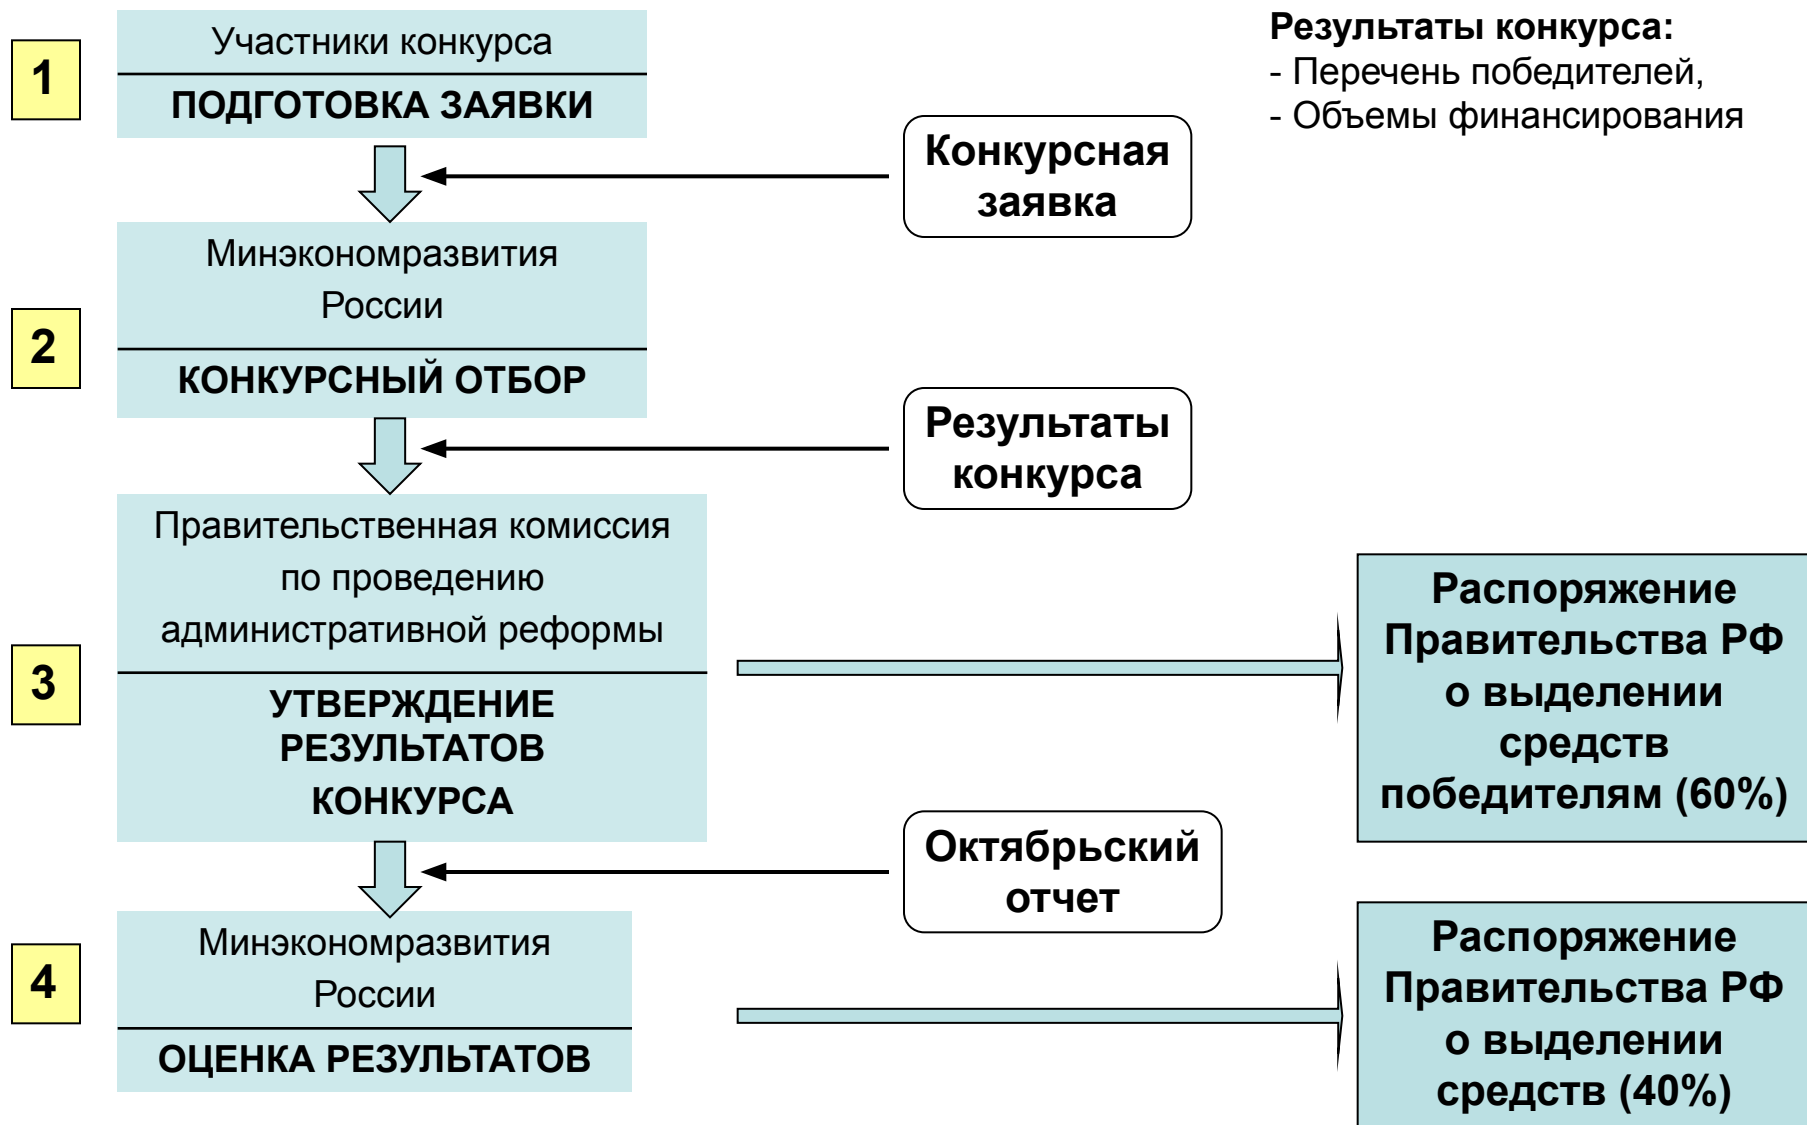 1
Участники конкурса
ПОДГОТОВКА ЗАЯВКИ
Результаты конкурса:
- Перечень победителей,
- Объемы финансирования
Конкурсная
заявка
2
Минэкономразвития
России
КОНКУРСНЫЙ ОТБОР
Результаты
конкурса
3
Правительственная комиссия
по проведению
административной реформы
УТВЕРЖДЕНИЕ
РЕЗУЛЬТАТОВ
КОНКУРСА
Распоряжение
Правительства РФ
о выделении
средств
победителям (60%)
Октябрьский
отчет
4
Минэкономразвития
России
ОЦЕНКА РЕЗУЛЬТАТОВ
Распоряжение
Правительства РФ
о выделении
средств (40%)